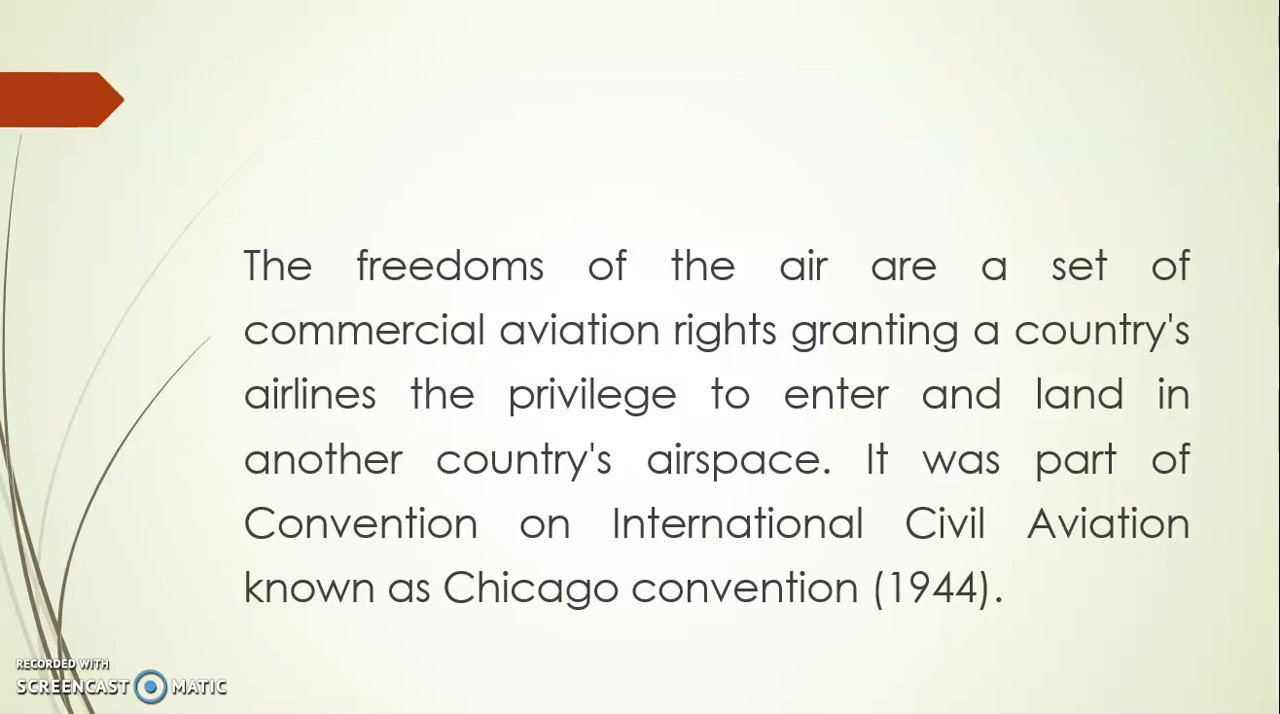 The freedoms of the air are a set of
commercial aviation rights granting a country's
airlines the privilege to enter and land in
another country's airspace. It was part of
Convention on International Civil Aviation
known as Chicago convention (1944).
RECORDED WITH
SCREENCAST MATIC